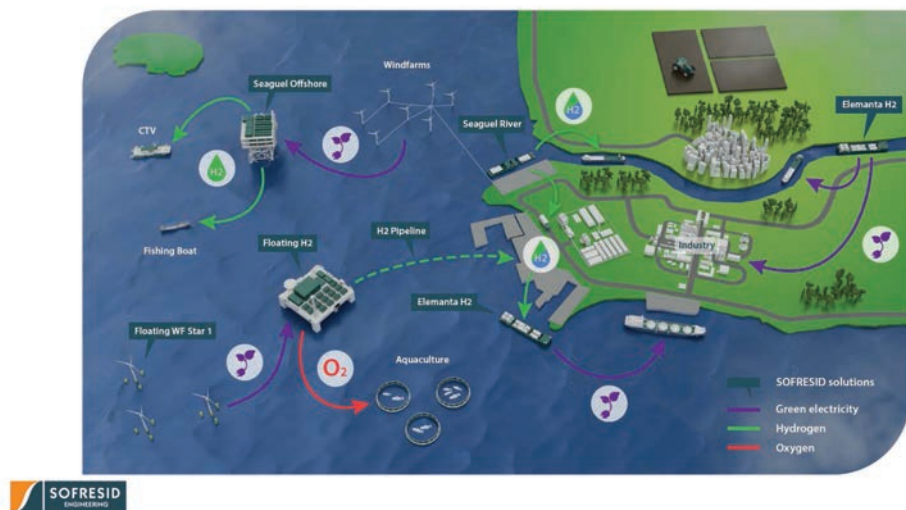 Windfarms
Seaguel Offshore
H2
Elemanta H2
CTV
Seaguel River
H2
Fishing Boat
Floating H2
H2 Pipeline
Industry
H2
Elemanta H2
Floating WF Star 1
O2
Aquaculture
SOFRESID solutions
Green electricity
Hydrogen
Oxygen
SOFRESID
ENGINEERING